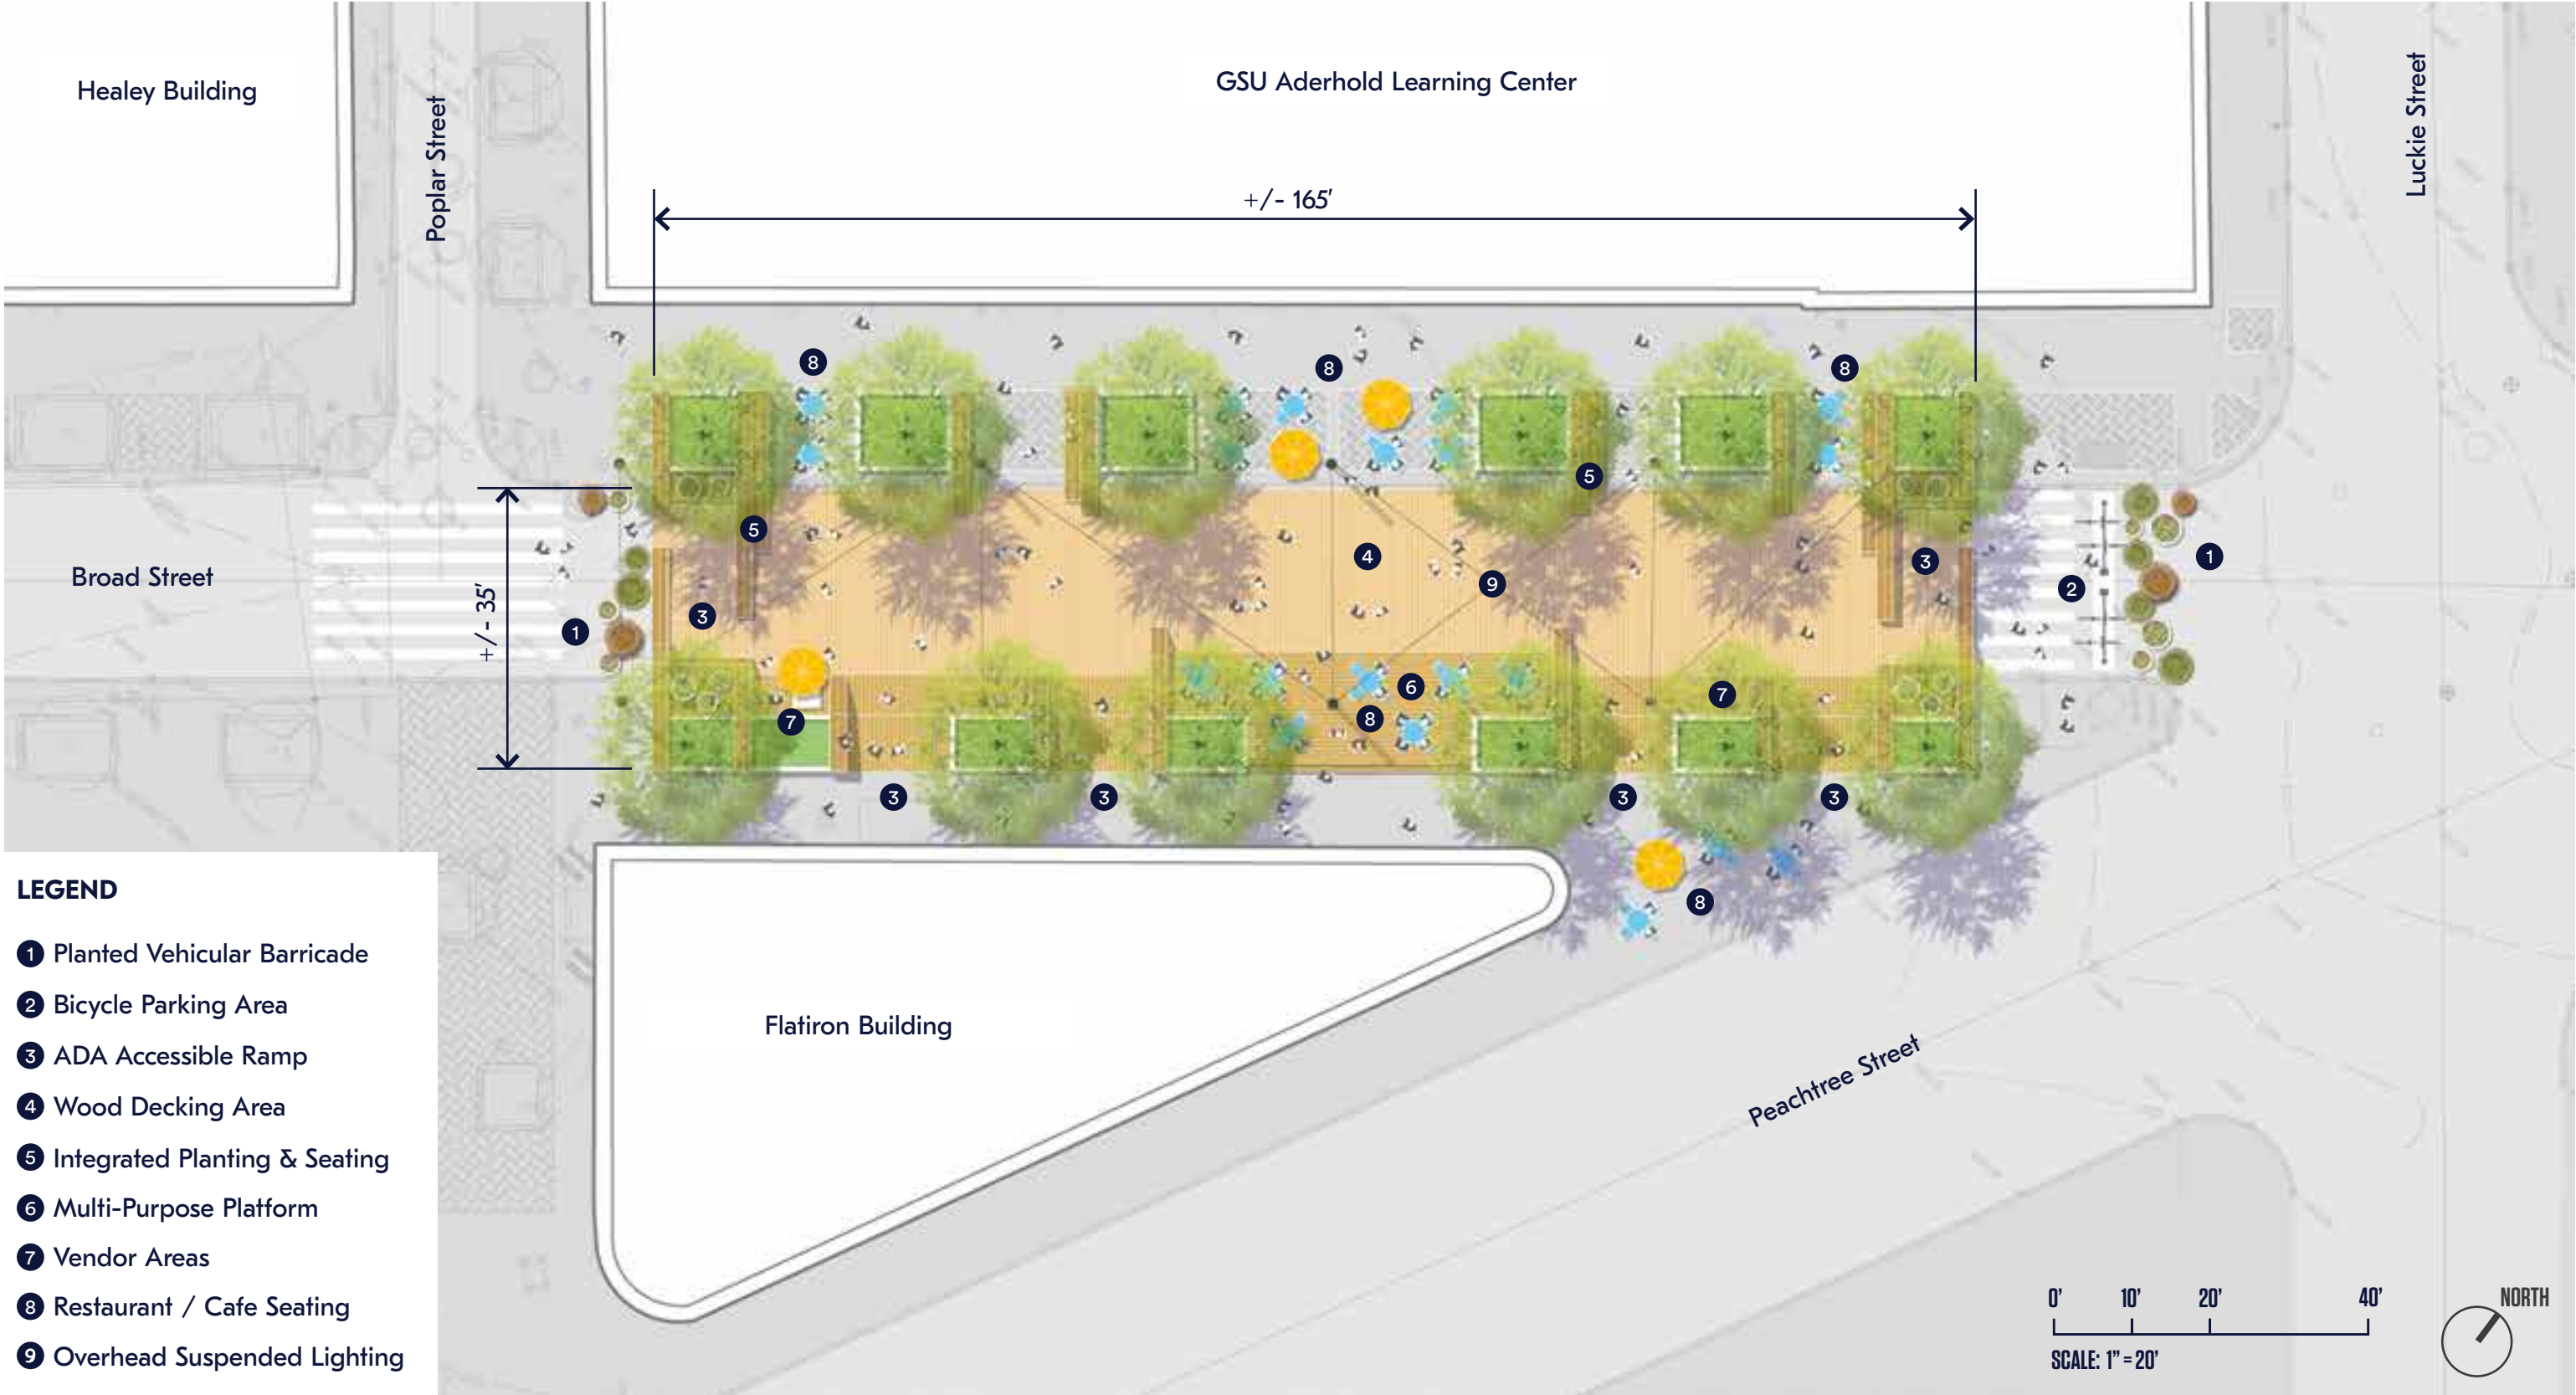 Healey Building
Poplar Street
GSU Aderhold Learning Center
Luckie Street
+/- 165'
8
8
8
5
5
4
3
1
9
2
3
1
+/- 35'
Broad Street
6
7
7
8
3
3
3
3
8
Flatiron Building
Peachtree Street
LEGEND
1 Planted Vehicular Barricade
2 Bicycle Parking Area
3 ADA Accessible Ramp
4 Wood Decking Area
5 Integrated Planting & Seating
6 Multi-Purpose Platform
7 Vendor Areas
8 Restaurant / Cafe Seating
9 Overhead Suspended Lighting
0' 10' 20' 40'
SCALE: 1" = 20'
NORTH